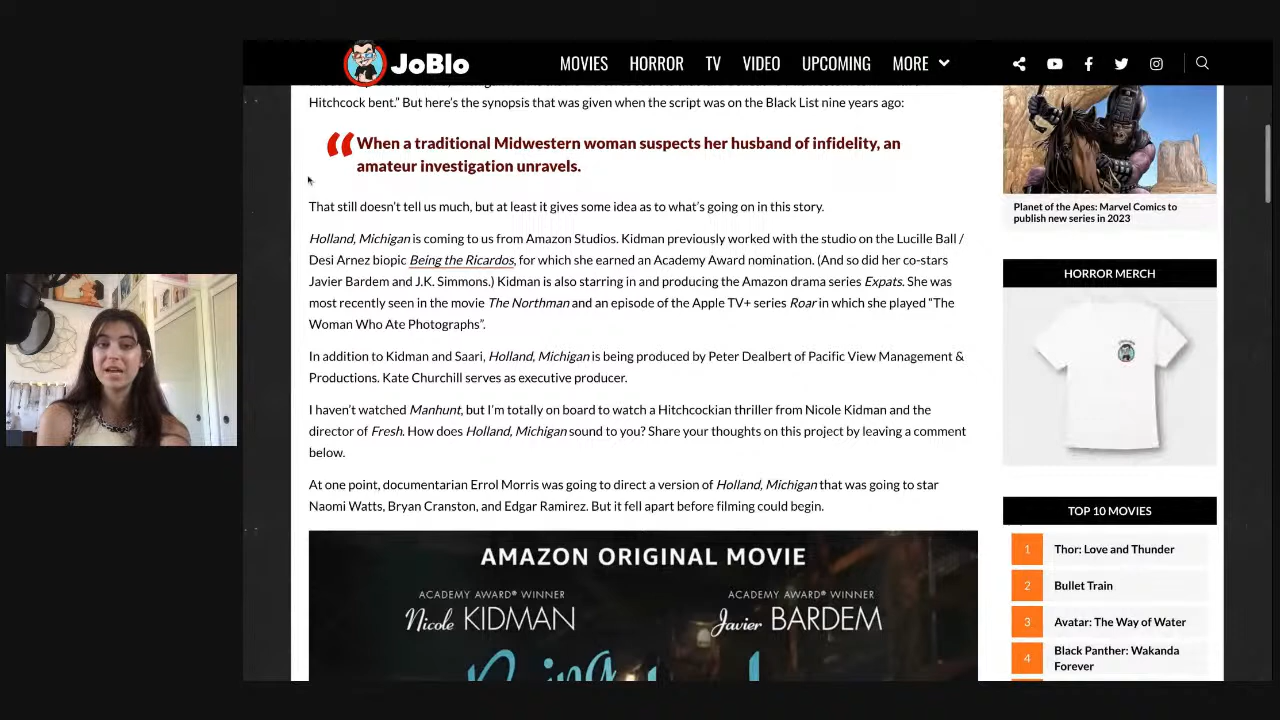 JoBlo
MOVIES HORROR TV VIDEO UPCOMING MORE
Hitchcock bent.” But here’s the synopsis that was given when the script was on the Black List nine years ago:
When a traditional Midwestern woman suspects her husband of infidelity, an
amateur investigation unravels.
That still doesn’t tell us much, but at least it gives some idea as to what’s going on in this story.
Holland, Michigan is coming to us from Amazon Studios. Kidman previously worked with the studio on the Lucille Ball /
Desi Arnez biopic Being the Ricardos, for which she earned an Academy Award nomination. (And so did her co-stars
Javier Bardem and J.K. Simmons.) Kidman is also starring in and producing the Amazon drama series Expats. She was
most recently seen in the movie The Northman and an episode of the Apple TV+ series Roar in which she played “The
Woman Who Ate Photographs”.
In addition to Kidman and Saari, Holland, Michigan is being produced by Peter Dealbert of Pacific View Management &
Productions. Kate Churchill serves as executive producer.
I haven’t watched Manhunt, but I’m totally on board to watch a Hitchcockian thriller from Nicole Kidman and the
director of Fresh. How does Holland, Michigan sound to you? Share your thoughts on this project by leaving a comment
below.
At one point, documentarian Errol Morris was going to direct a version of Holland, Michigan that was going to star
Naomi Watts, Bryan Cranston, and Edgar Ramirez. But it fell apart before filming could begin.
AMAZON ORIGINAL MOVIE
ACADEMY AWARD® WINNER
Nicole KIDMAN
ACADEMY AWARD® WINNER
Javier BARDEM
Being
Planet of the Apes: Marvel Comics to
publish new series in 2023
HORROR MERCH
TOP 10 MOVIES
1 Thor: Love and Thunder
2 Bullet Train
3 Avatar: The Way of Water
4 Black Panther: Wakanda
Forever